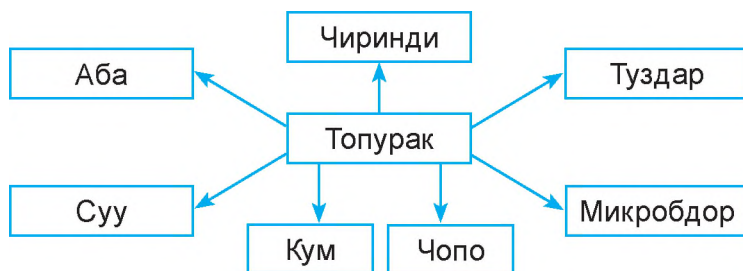 Чиринди
Аба
Туздар
Топурак
Суу
Микробдор
Кум
Чопо